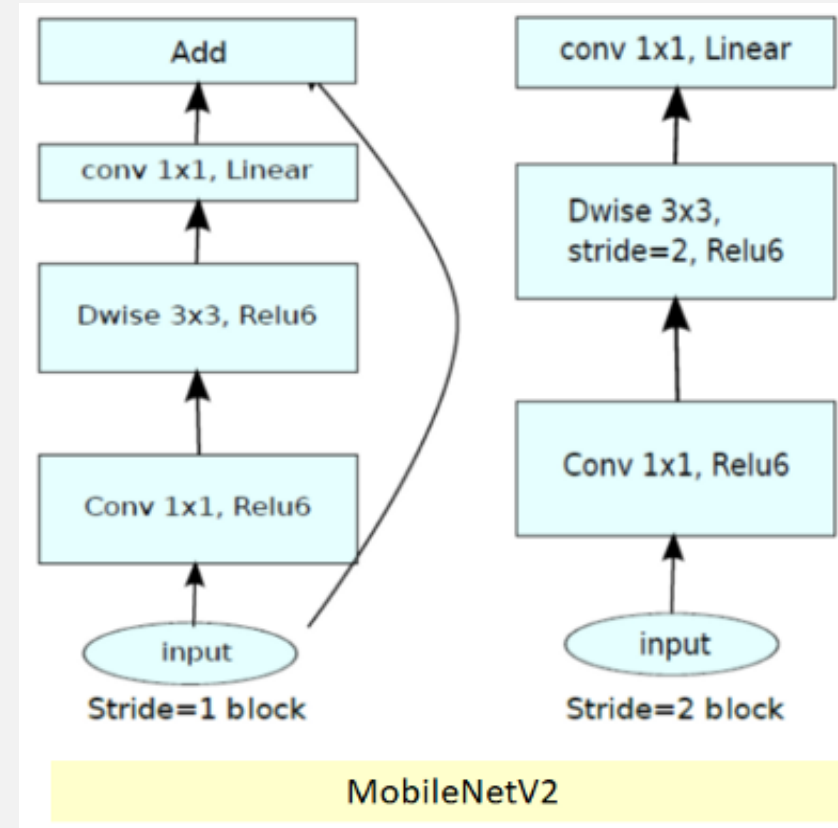 Add
conv 1x1, Linear
Dwise 3x3, Relu6
Conv 1x1, Relu6
input
Stride=1 block
conv 1x1, Linear
Dwise 3x3,
stride=2, Relu6
Conv 1x1, Relu6
input
Stride=2 block
MobileNetV2